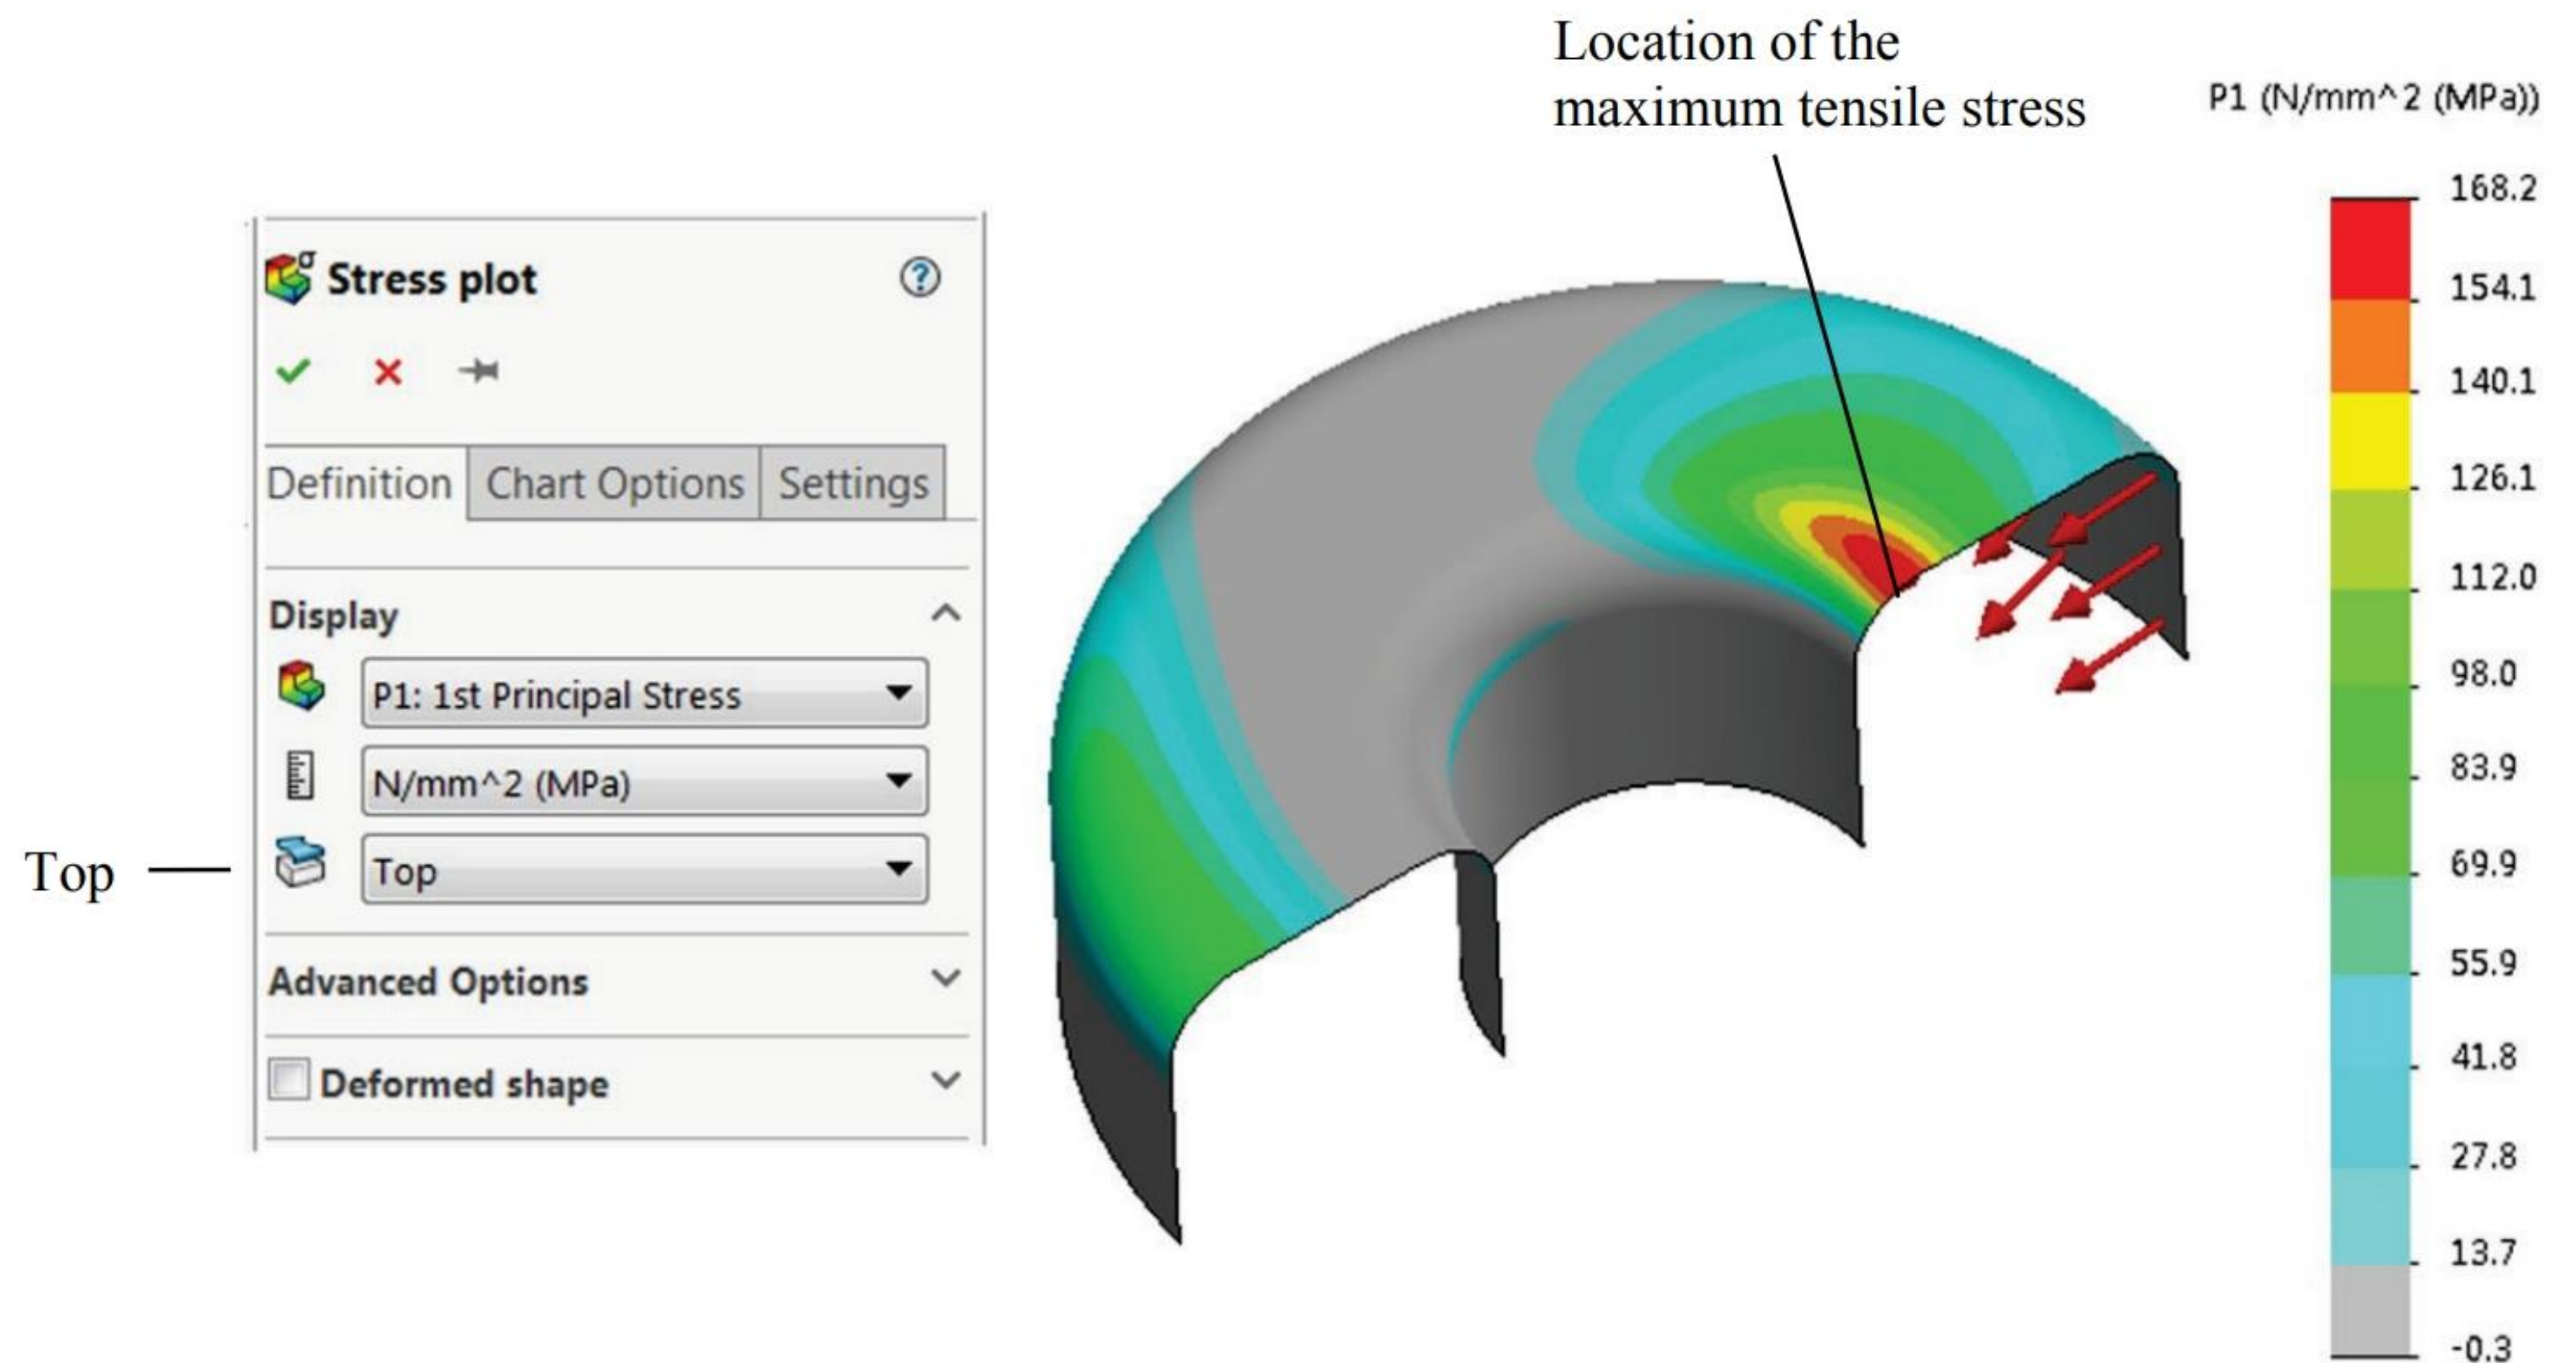 Location of the
maximum tensile stress
P1 (N/mm^2 (MPa))
168.2
154.1
140.1
126.1
112.0
98.0
83.9
69.9
55.9
41.8
27.8
13.7
-0.3
σ
Stress plot
?
Definition
Chart Options
Settings
Display
P1: 1st Principal Stress
N/mm^2 (MPa)
Top
Top
Advanced Options
Deformed shape